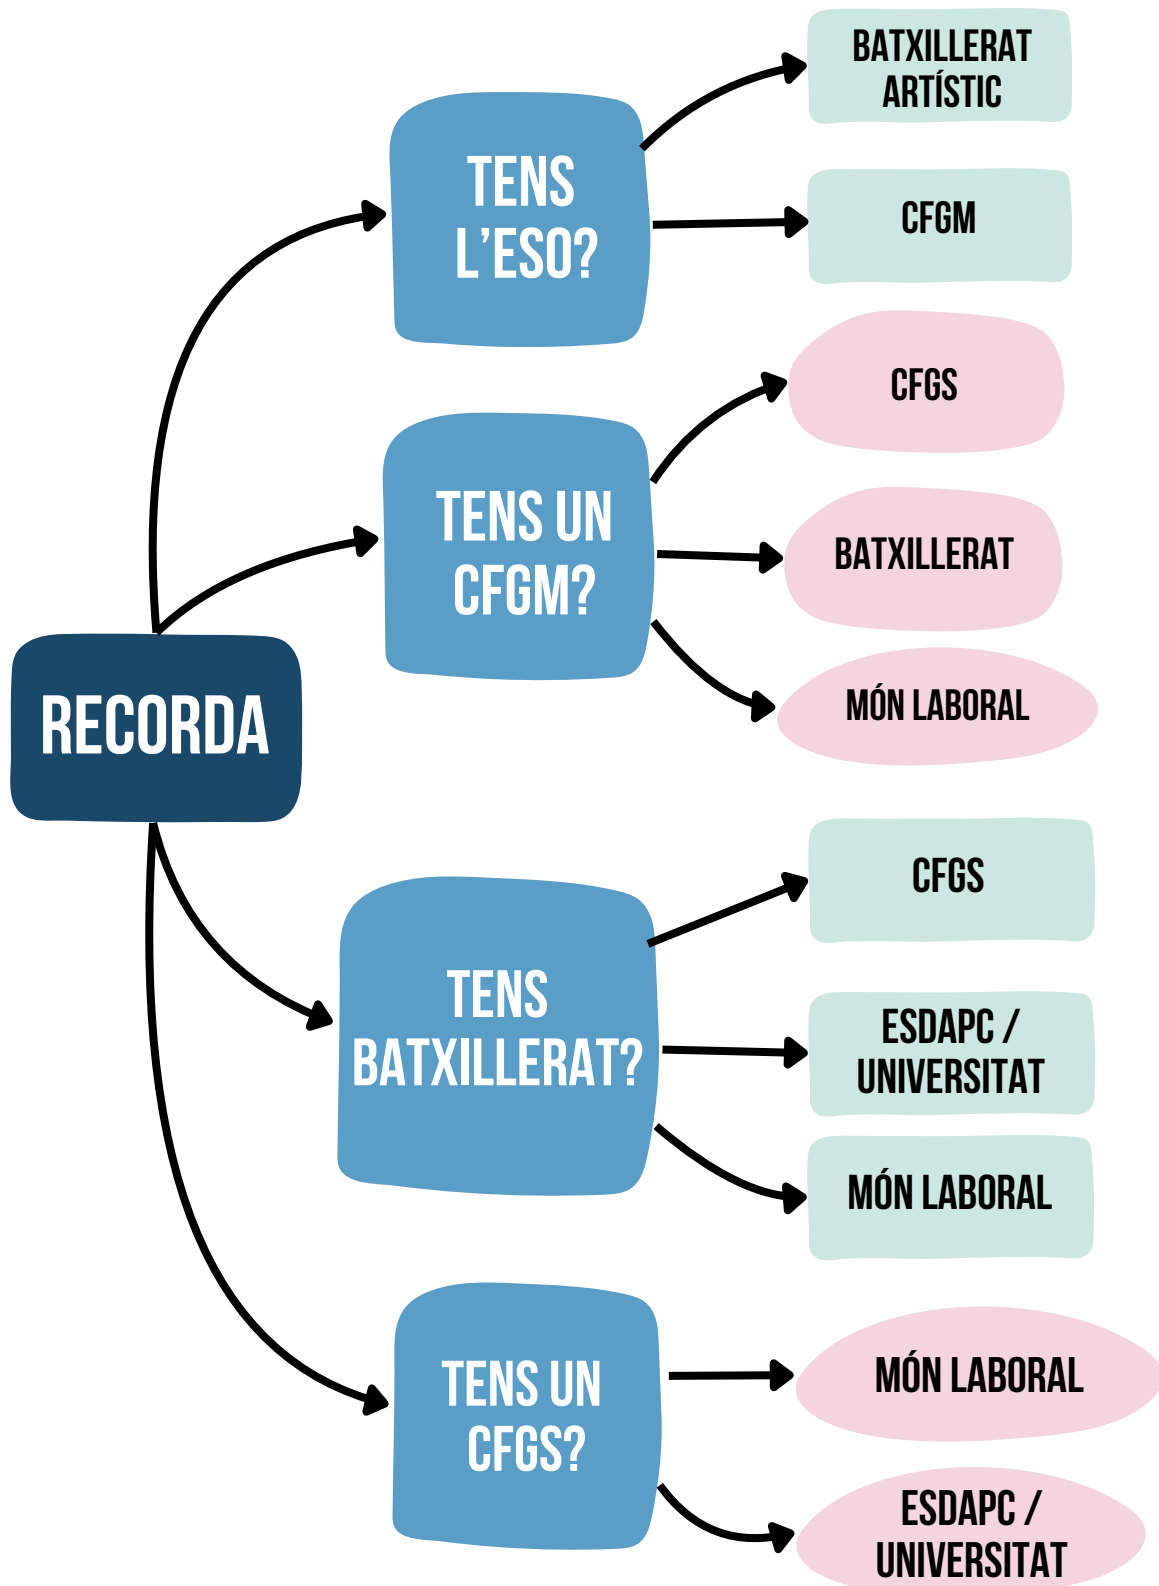 RECORDA
TENS
L'ESO?
BATXILLERAT
ARTÍSTIC
CFGM
TENS UN
CFGM?
CFGS
BATXILLERAT
MÓN LABORAL
TENS
BATXILLERAT?
CFGS
ESDAPC /
UNIVERSITAT
MÓN LABORAL
TENS UN
CFGS?
MÓN LABORAL
ESDAPC /
UNIVERSITAT